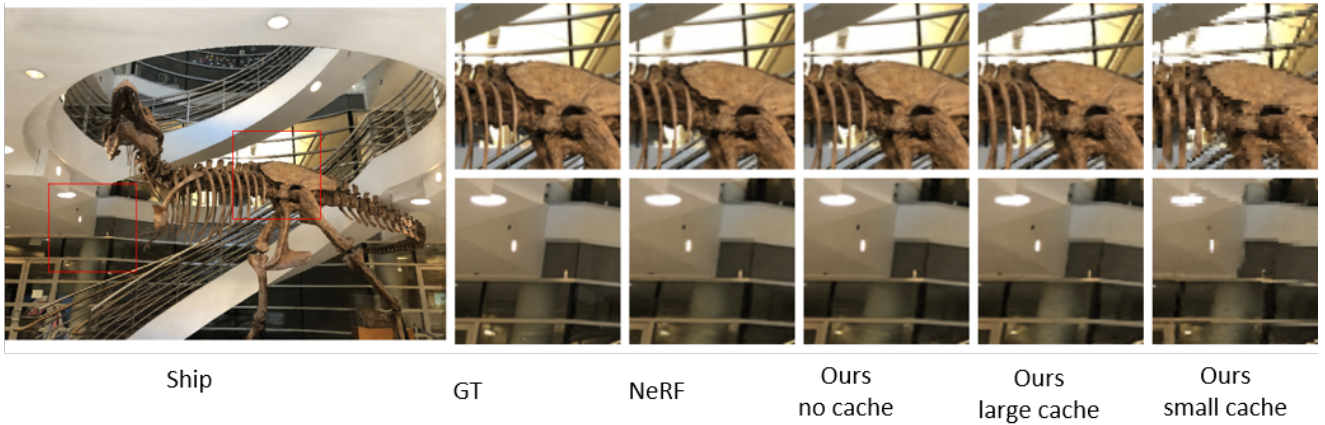 Ship
GT
NeRF
Ours
no cache
Ours
large cache
Ours
small cache